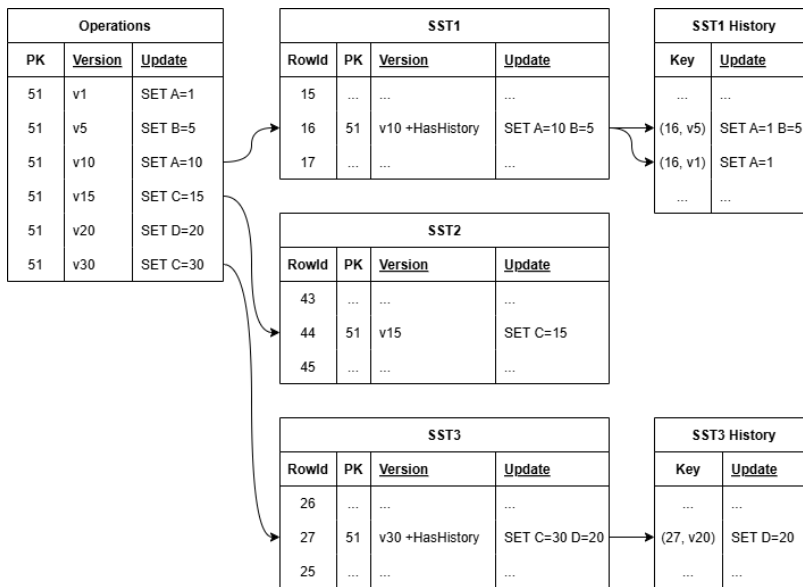 Operations
PK Version Update
51 v1 SET A=1
51 v5 SET B=5
51 v10 SET A=10
51 v15 SET C=15
51 v20 SET D=20
51 v30 SET C=30
SST1
RowId PK Version Update
15 ... ... ...
16 51 v10 +HasHistory SET A=10 B=5
17 ... ... ...
SST1 History
Key Update
... ...
(16, v5) SET A=1 B=5
(16, v1) SET A=1
... ...
SST2
RowId PK Version Update
43 ... ... ...
44 51 v15 SET C=15
45 ... ... ...
SST3
RowId PK Version Update
26 ... ... ...
27 51 v30 +HasHistory SET C=30 D=20
25 ... ... ...
SST3 History
Key Update
... ...
(27, v20) SET D=20
... ...